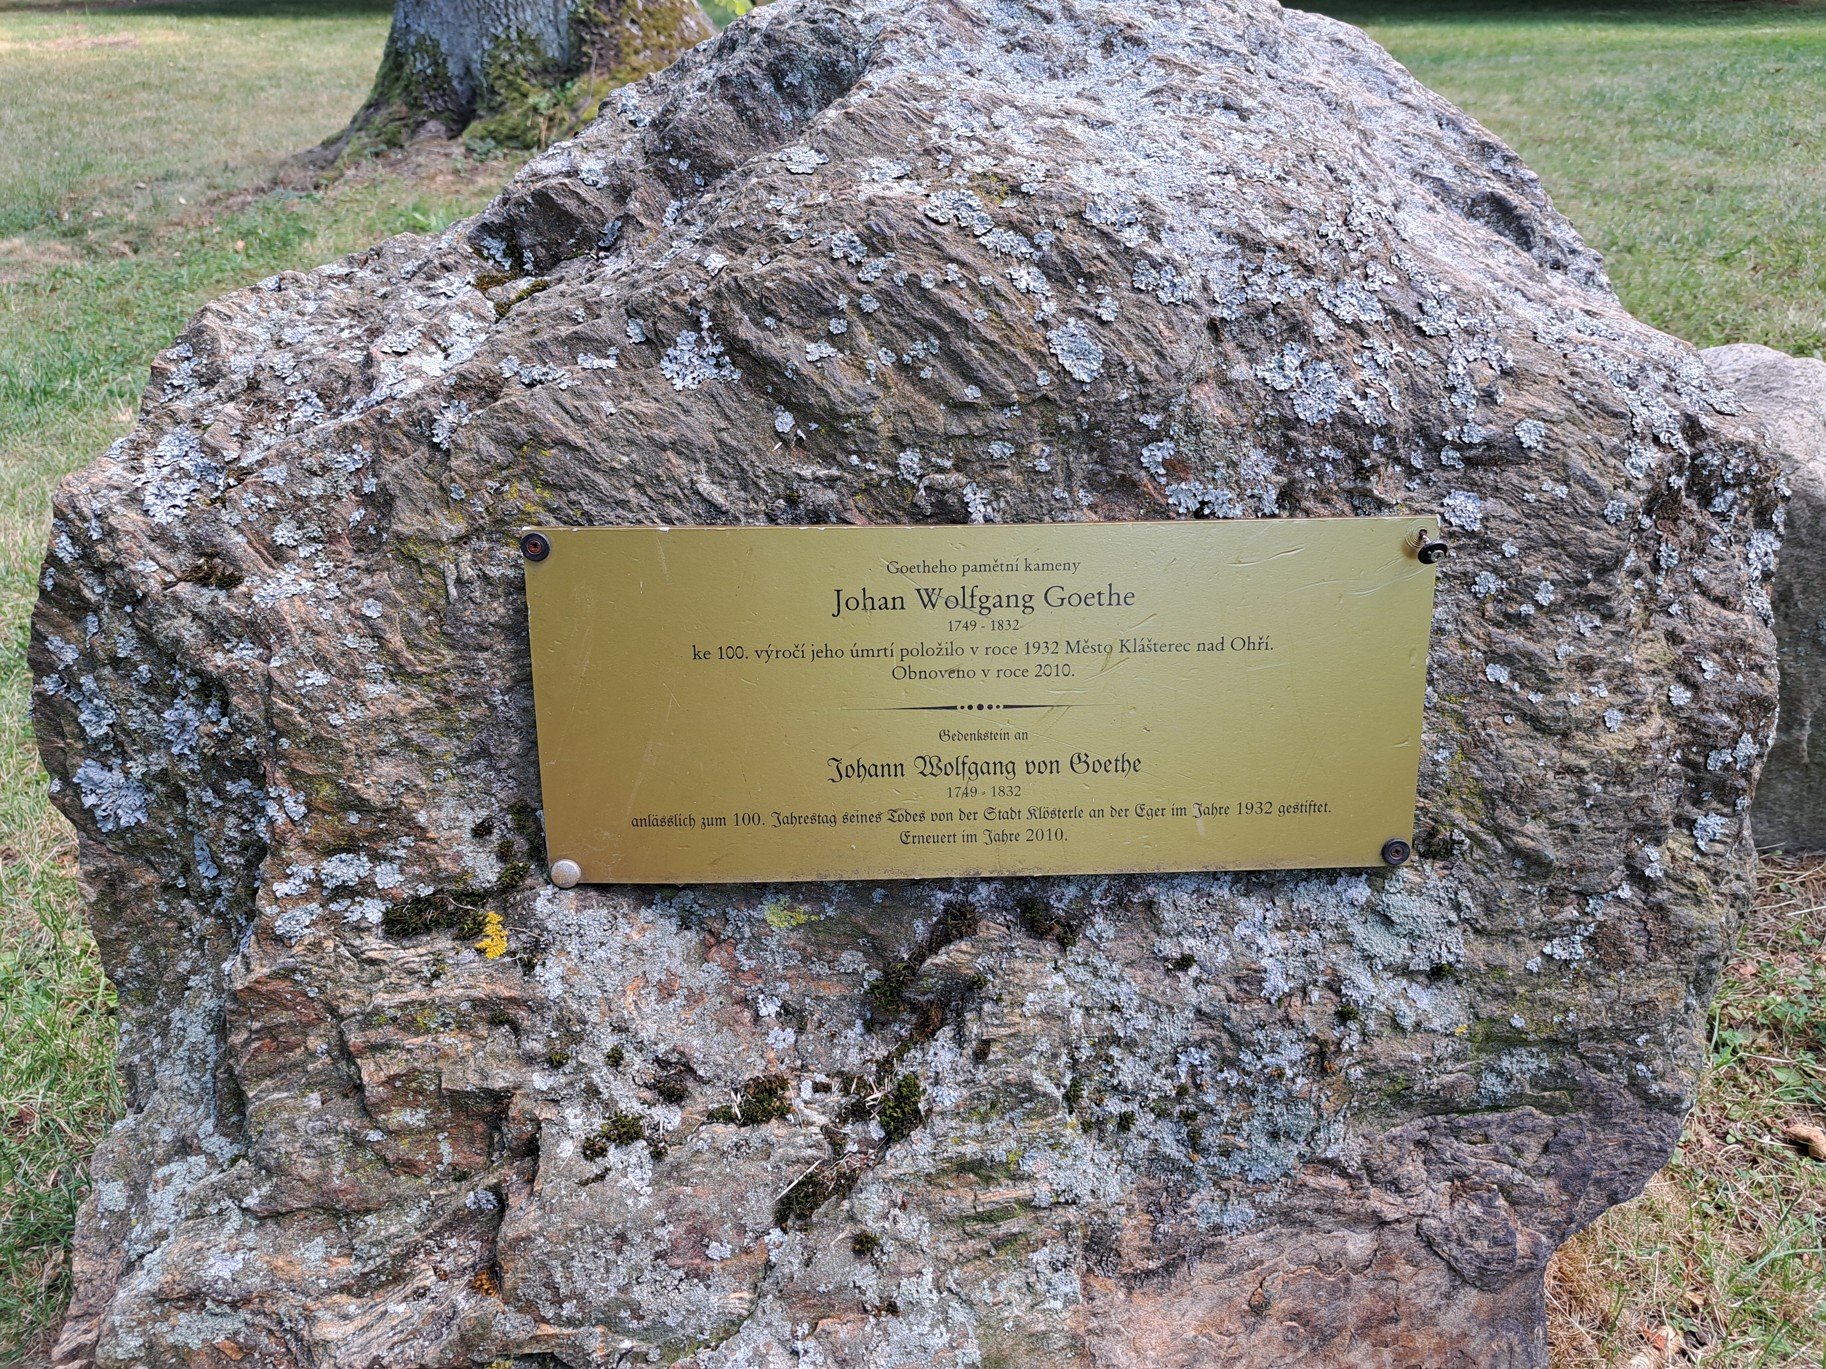 Goetheho pamětní kameny
Johan Wolfgang Goethe
1749 - 1832
ke 100. výročí jeho úmrtí položilo v roce 1932 Město Klášterec nad Ohří.
Obnoveno v roce 2010.
Gedenkstein an
Johann Wolfgang von Goethe
1749 - 1832
anlässlich zum 100. Jahrestag seines Todes von der Stadt Klösterle an der Eger im Jahre 1932 gestiftet.
Erneuert im Jahre 2010.